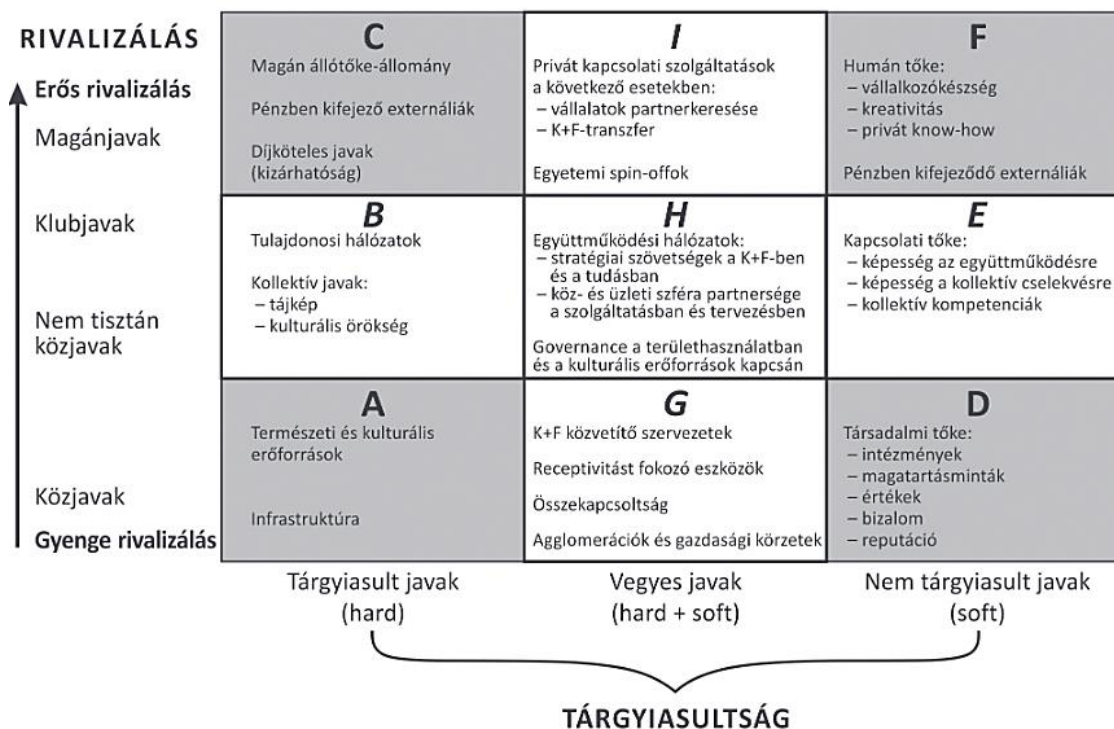 RIVALIZÁLÁS
Erős rivalizálás
Magánjavak
Klubjavak
Nem tisztán
közjavak
Közjavak
Gyenge rivalizálás
C
Magán állótőke-állomány
Pénzben kifejező externáliák
Díjköteles javak
(kizárhatóság)
I
Privát kapcsolati szolgáltatások
a következő esetekben:
– vállalatok partnerkeresése
– K+F-transzfer
Egyetemi spin-offok
F
Humán tőke:
– vállalkozókészség
– kreativitás
– privát know-how
Pénzben kifejeződő externáliák
B
Tulajdonosi hálózatok
Kollektív javak:
– tájkép
– kulturális örökség
H
Együttműködési hálózatok:
– stratégiai szövetségek a K+F-ben
és a tudásban
– köz- és üzleti szféra partnersége
a szolgáltatásban és tervezésben
Governance a területhasználatban
és a kulturális erőforrások kapcsán
E
Kapcsolati tőke:
– képesség az együttműködésre
– képesség a kollektív cselekvésre
– kollektív kompetenciák
A
Természeti és kulturális
erőforrások
Infrastruktúra
G
K+F közvetítő szervezetek
Receptivitást fokozó eszközök
Összekapcsoltság
Agglomerációk és gazdasági körzetek
D
Társadalmi tőke:
– intézmények
– magatartásminták
– értékek
– bizalom
– reputáció
Tárgyiasult javak
(hard)
Vegyes javak
(hard + soft)
Nem tárgyiasult javak
(soft)
TÁRGYIASULTSÁG